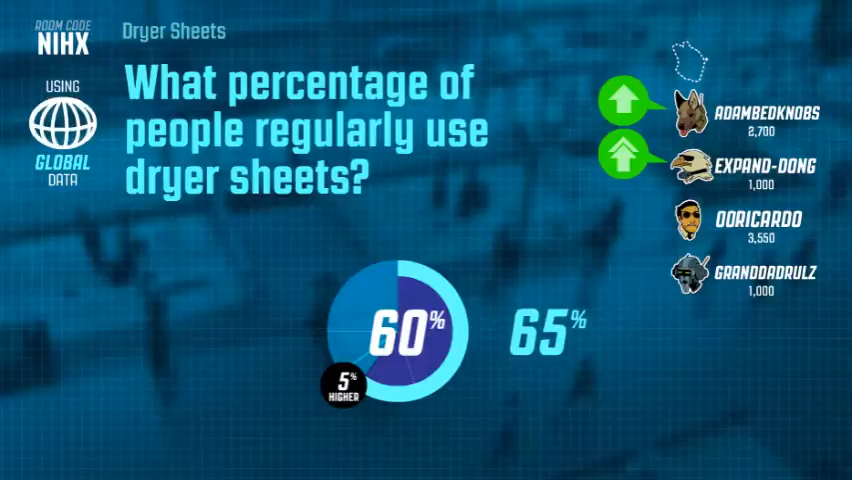 ROOM CODE
NIHX
USING
GLOBAL
DATA
Dryer Sheets
What percentage of
people regularly use
dryer sheets?
60%
5%
HIGHER
65%
ADAMBEDKNOBS
2,700
EXPAND-DONG
1,000
OORICARDO
3,550
GRANDDADRULZ
1,000